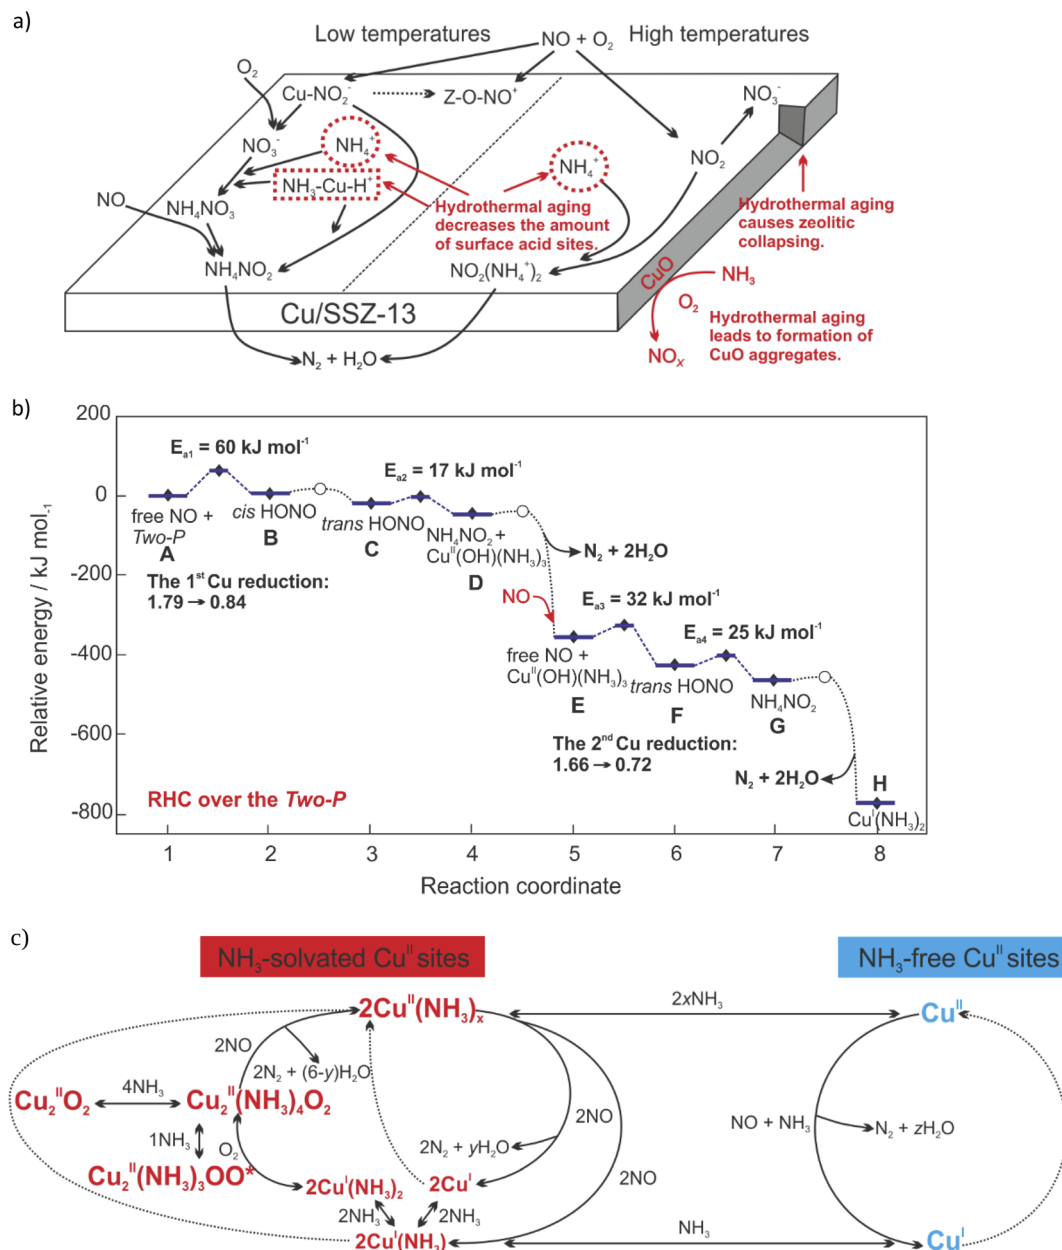 a)
Low temperatures
NO + O₂
High temperatures
O₂
Cu-NO₂⁻
Z-O-NO⁺
NO₃⁻
NO₃⁻
NH₄⁺
NO₂
NH₄⁺
NH₃-Cu-H⁺
NO
NH₄NO₃
Hydrothermal aging
decreases the amount
of surface acid sites.
Hydrothermal aging
causes zeolitic
collapsing.
NH₄NO₂
NO₂(NH₄⁺)₂
CuO
NH₃
O₂
Cu/SSZ-13
Hydrothermal aging
leads to formation of
CuO aggregates.
NOₓ
N₂ + H₂O
b)
200
0
-200
-400
-600
-800
Relative energy / kJ mol⁻¹
Eₐ₁ = 60 kJ mol⁻¹
Eₐ₂ = 17 kJ mol⁻¹
free NO +
Two-P
A
cis HONO
B
trans HONO
C
NH₄NO₂ +
Cuᴵᴵ(OH)(NH₃)₃
D
N₂ + 2H₂O
The 1ˢᵗ Cu reduction:
1.79 → 0.84
NO
Eₐ₃ = 32 kJ mol⁻¹
Eₐ₄ = 25 kJ mol⁻¹
free NO +
Cuᴵᴵ(OH)(NH₃)₃
E
trans HONO
F
NH₄NO₂
G
The 2ⁿᵈ Cu reduction:
1.66 → 0.72
N₂ + 2H₂O
H
Cuᴵ(NH₃)₂
RHC over the Two-P
1 2 3 4 5 6 7 8
Reaction coordinate
c)
NH₃-solvated Cuᴵᴵ sites
NH₃-free Cuᴵᴵ sites
2Cuᴵᴵ(NH₃)ₓ
2xNH₃
Cuᴵᴵ
2NO
2N₂ + (6-y)H₂O
4NH₃
Cu₂ᴵᴵO₂
Cu₂ᴵᴵ(NH₃)₄O₂
2NO
NO + NH₃
N₂ + zH₂O
1NH₃
O₂
2N₂ + yH₂O
Cu₂ᴵᴵ(NH₃)₃OO*
2Cuᴵ(NH₃)₂
2Cuᴵ
2NO
2NH₃
2NH₃
2Cuᴵ(NH₃)
NH₃
Cuᴵ